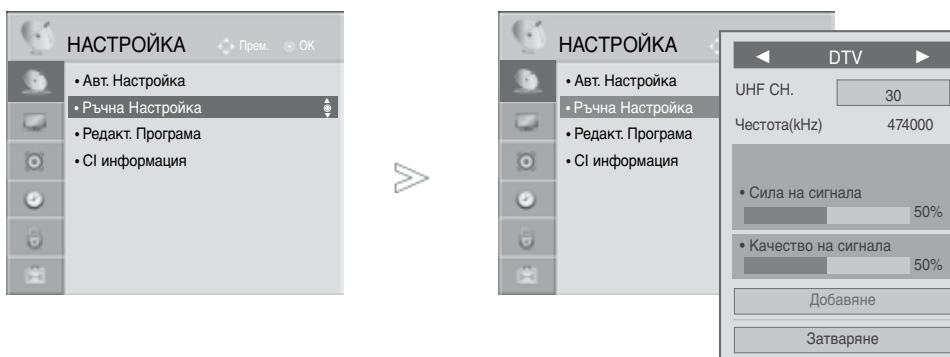 НАСТРОЙКА Прем. OK
• Авт. Настройка
• Ръчна Настройка
• Редакт. Програма
• CI информация
НАСТРОЙКА
• Авт. Настройка
• Ръчна Настройка
• Редакт. Програма
• CI информация
◄ DTV ►
UHF CH. 30
Честота(kHz) 474000
• Сила на сигнала
50%
• Качество на сигнала
50%
Добавяне
Затваряне